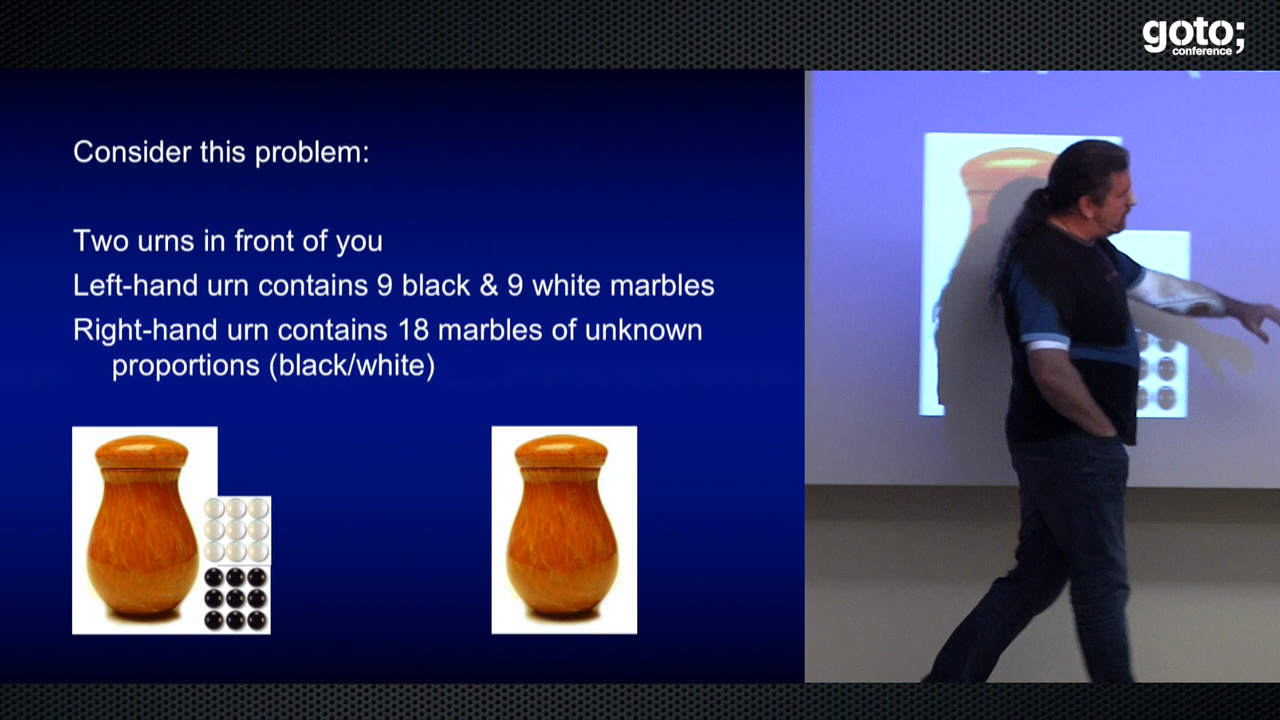 goto;
conference
Consider this problem:
Two urns in front of you
Left-hand urn contains 9 black & 9 white marbles
Right-hand urn contains 18 marbles of unknown
proportions (black/white)